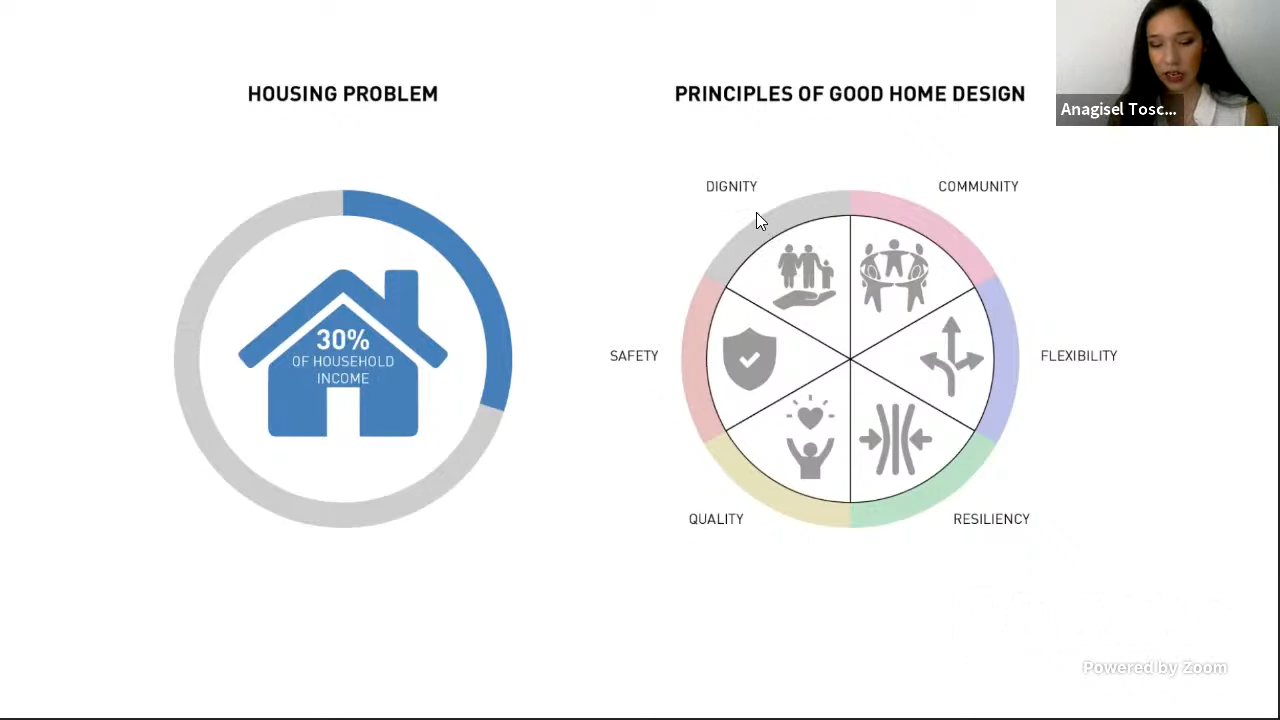 HOUSING PROBLEM
PRINCIPLES OF GOOD HOME DESIGN
Anagisel Tosc...
30%
OF HOUSEHOLD
INCOME
DIGNITY
COMMUNITY
SAFETY
FLEXIBILITY
QUALITY
RESILIENCY
Powered by Zoom